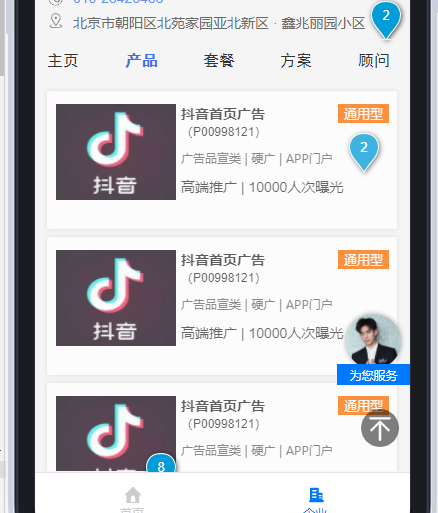 北京市朝阳区北苑家园亚北新区 · 鑫兆丽园小区
2
主页 产品 套餐 方案 顾问
抖音首页广告 通用型
（P00998121）
2
广告品宣类 | 硬广 | APP门户
高端推广 | 10000人次曝光
抖音
抖音首页广告 通用型
（P00998121）
广告品宣类 | 硬广 | APP门户
高端推广 | 10000人次曝光
抖音
为您服务
抖音首页广告 通用型
（P00998121）
广告品宣类 | 硬广 | APP门户
8
首页 企业